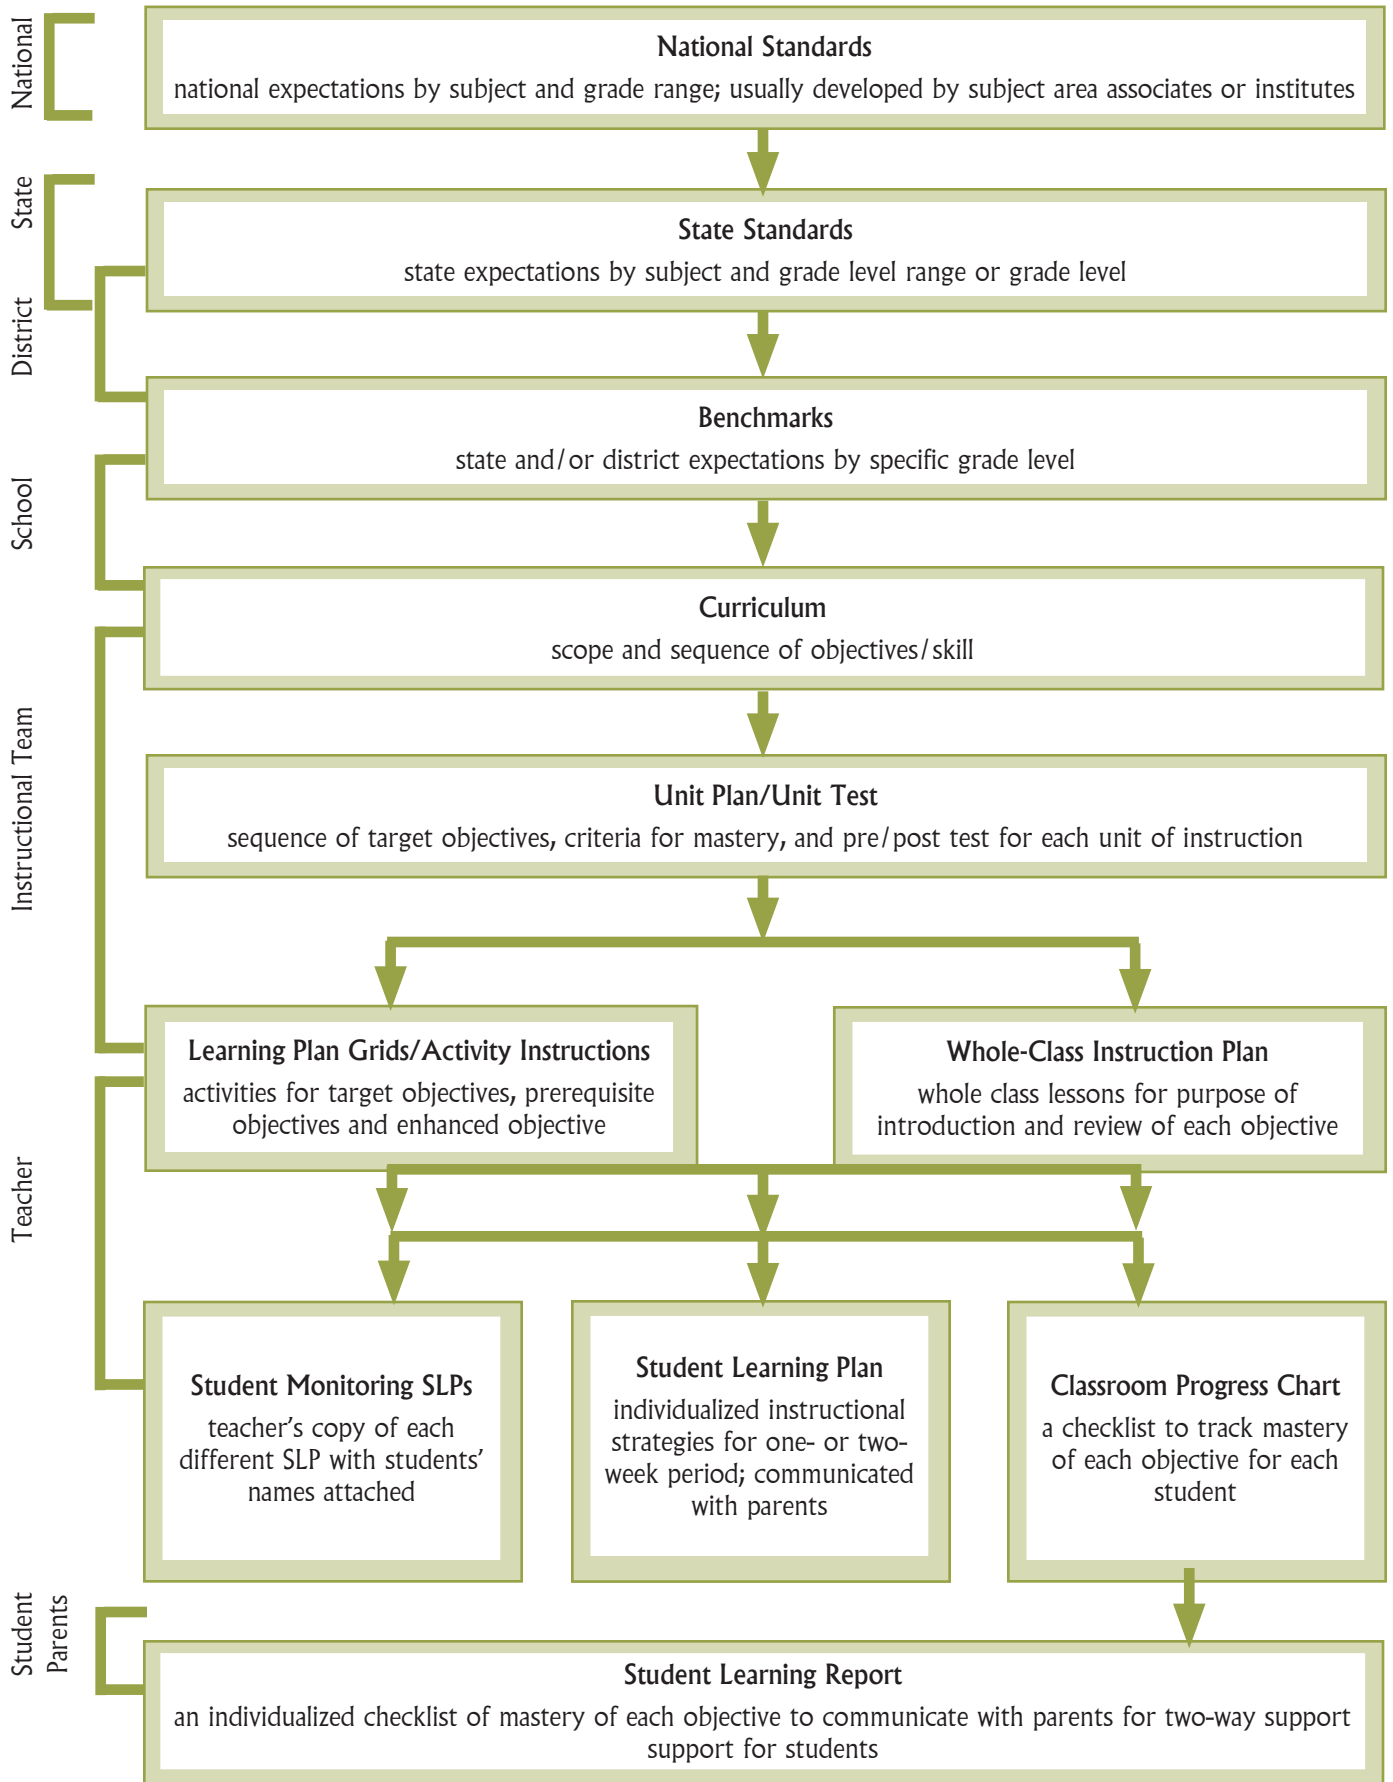 National
National Standards
national expectations by subject and grade range; usually developed by subject area associates or institutes
State
State Standards
state expectations by subject and grade level range or grade level
District
Benchmarks
state and/or district expectations by specific grade level
School
Curriculum
scope and sequence of objectives/skill
Instructional Team
Unit Plan/Unit Test
sequence of target objectives, criteria for mastery, and pre/post test for each unit of instruction
Learning Plan Grids/Activity Instructions
activities for target objectives, prerequisite
objectives and enhanced objective
Whole-Class Instruction Plan
whole class lessons for purpose of
introduction and review of each objective
Teacher
Student Monitoring SLPs
teacher’s copy of each
different SLP with students’
names attached
Student Learning Plan
individualized instructional
strategies for one- or two-
week period; communicated
with parents
Classroom Progress Chart
a checklist to track mastery
of each objective for each
student
Student
Parents
Student Learning Report
an individualized checklist of mastery of each objective to communicate with parents for two-way support
support for students